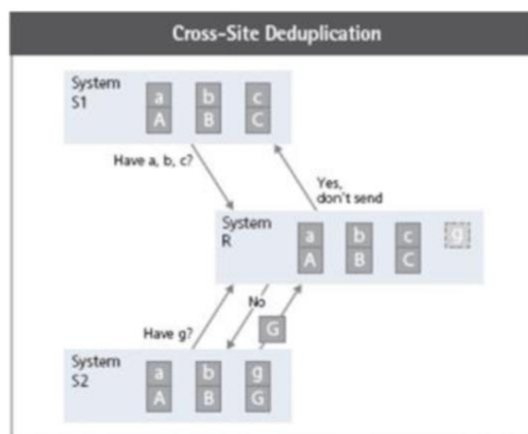 Cross-Site Deduplication
System
S1
a
b
c
A
B
C
Have a, b, c?
Yes,
don't send
System
R
a
b
c
g
A
B
C
No
G
Have g?
System
S2
a
b
g
A
B
G